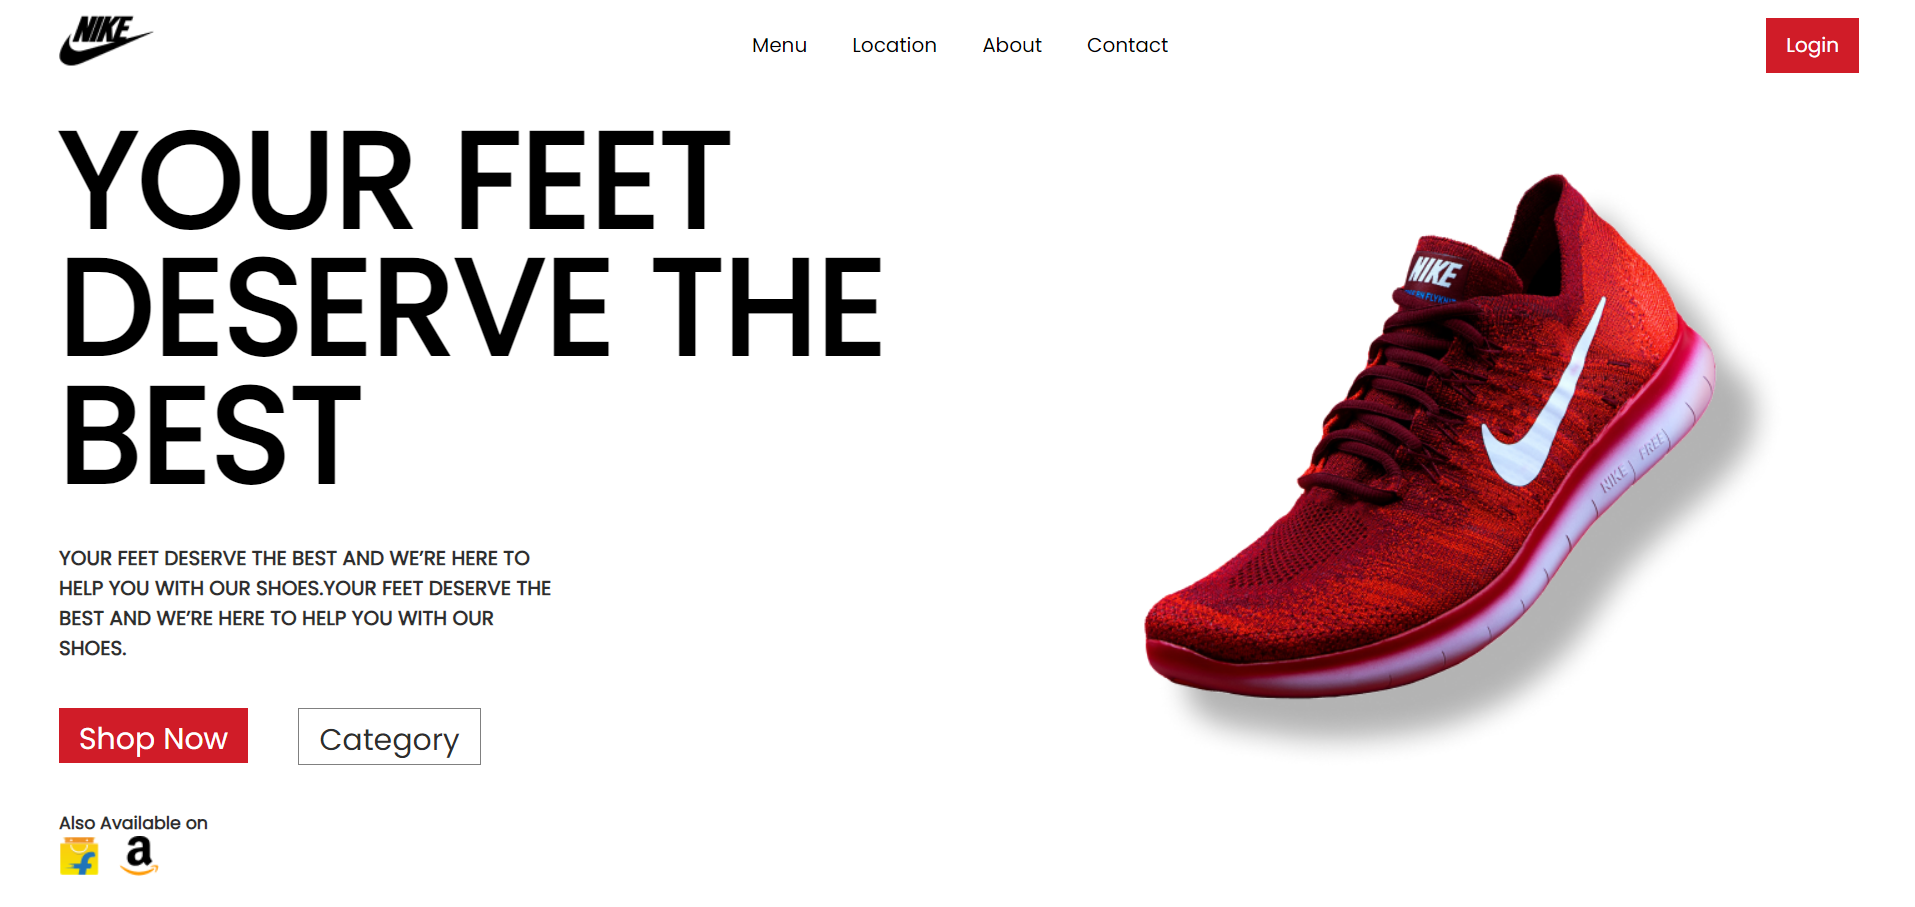 NIKE
Menu Location About Contact
Login
YOUR FEET
DESERVE THE
BEST
NIKE
YOUR FEET DESERVE THE BEST AND WE’RE HERE TO
HELP YOU WITH OUR SHOES.YOUR FEET DESERVE THE
BEST AND WE’RE HERE TO HELP YOU WITH OUR
SHOES.
NIKE FREE
Shop Now Category
Also Available on
a